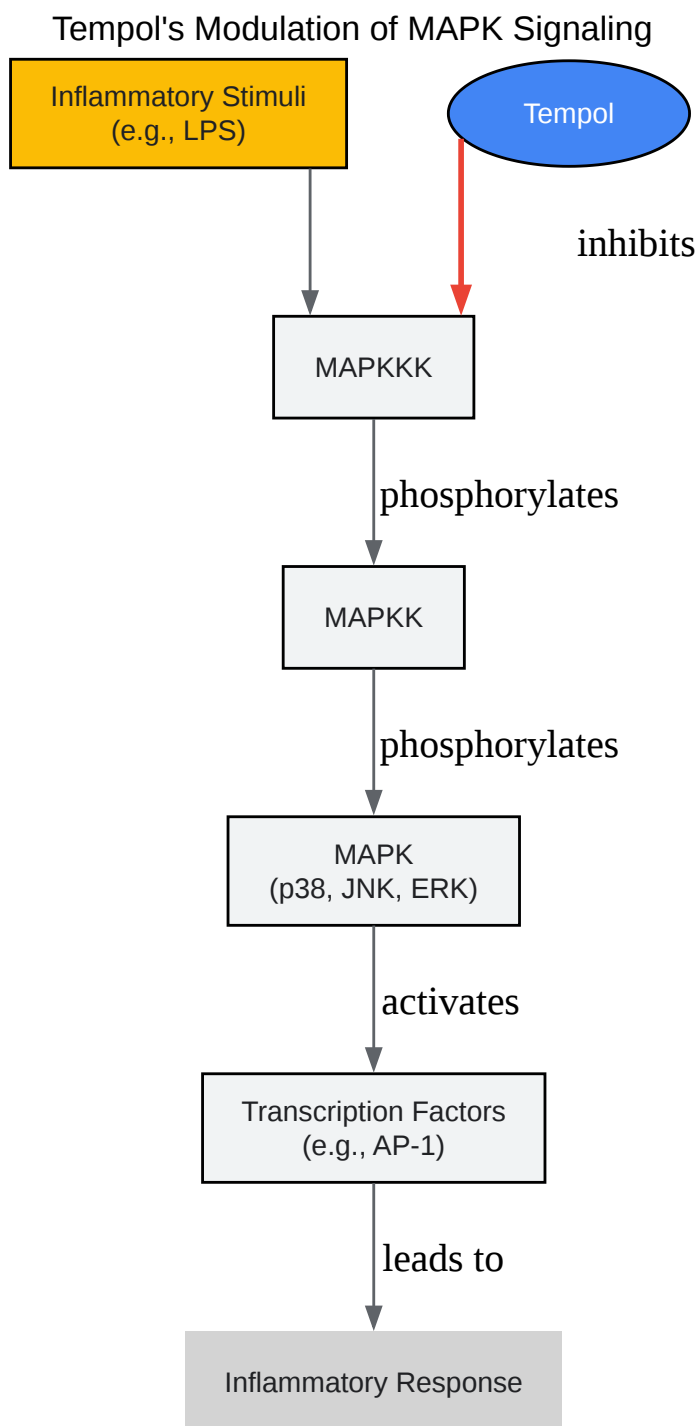 Tempol's Modulation of MAPK Signaling
Inflammatory Stimuli
(e.g., LPS)
Tempol
inhibits
MAPKKK
phosphorylates
MAPKK
phosphorylates
MAPK
(p38, JNK, ERK)
activates
Transcription Factors
(e.g., AP-1)
leads to
Inflammatory Response